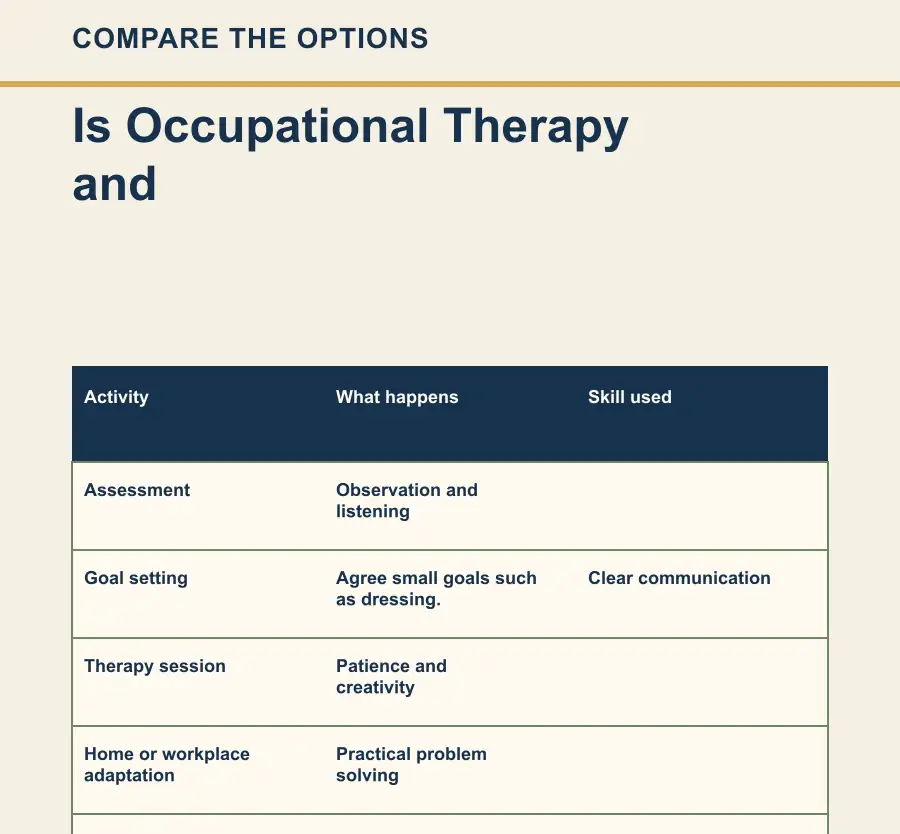 COMPARE THE OPTIONS
Is Occupational Therapy
and
Activity What happens Skill used
Assessment Observation and
listening
Goal setting Agree small goals such Clear communication
as dressing.
Therapy session Patience and
creativity
Home or workplace Practical problem
adaptation solving